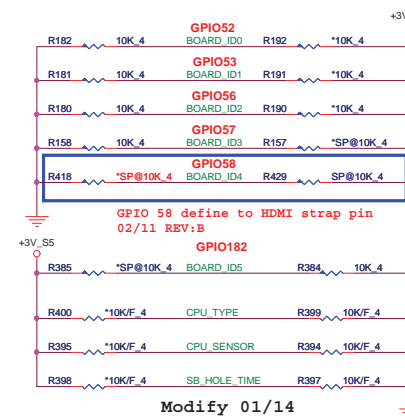 +3V
GPIO52
R182 10K_4 BOARD_ID0 R192 *10K_4
GPIO53
R181 10K_4 BOARD_ID1 R191 *10K_4
GPIO56
R180 10K_4 BOARD_ID2 R190 *10K_4
GPIO57
R158 10K_4 BOARD_ID3 R157 *SP@10K_4
GPIO58
R418 *SP@10K_4 BOARD_ID4 R429 SP@10K_4
GPIO 58 define to HDMI strap pin
02/11 REV:B
+3V_S5
GPIO182
R385 *SP@10K_4 BOARD_ID5 R384 10K_4
R400 *10K/F_4 CPU_TYPE R399 10K/F_4
R395 *10K/F_4 CPU_SENSOR R394 10K/F_4
R398 *10K/F_4 SB_HOLE_TIME R397 10K/F_4
Modify 01/14